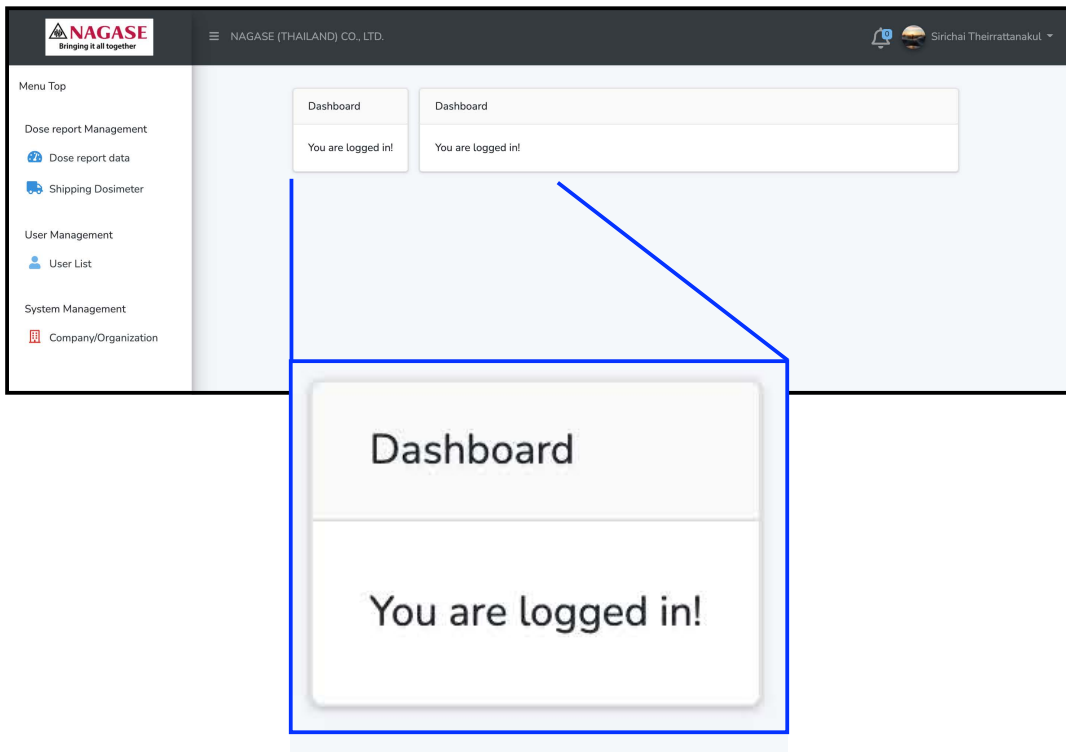 NAGASE
Bringing it all together
NAGASE (THAILAND) CO., LTD.
0
Sirichai Theirrattanakul
Menu Top
Dose report Management
Dose report data
Shipping Dosimeter
User Management
User List
System Management
Company/Organization
Dashboard
You are logged in!
Dashboard
You are logged in!
Dashboard
You are logged in!